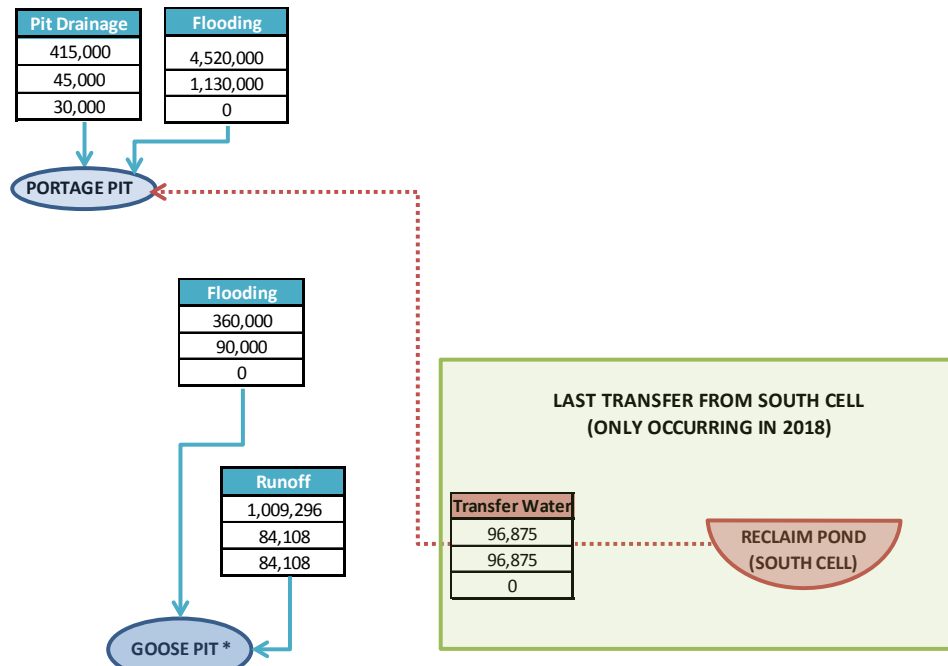 Pit Drainage
415,000
45,000
30,000
Flooding
4,520,000
1,130,000
0
PORTAGE PIT
Flooding
360,000
90,000
0
Runoff
1,009,296
84,108
84,108
GOOSE PIT *
LAST TRANSFER FROM SOUTH CELL
(ONLY OCCURRING IN 2018)
Transfer Water
96,875
96,875
0
RECLAIM POND
(SOUTH CELL)